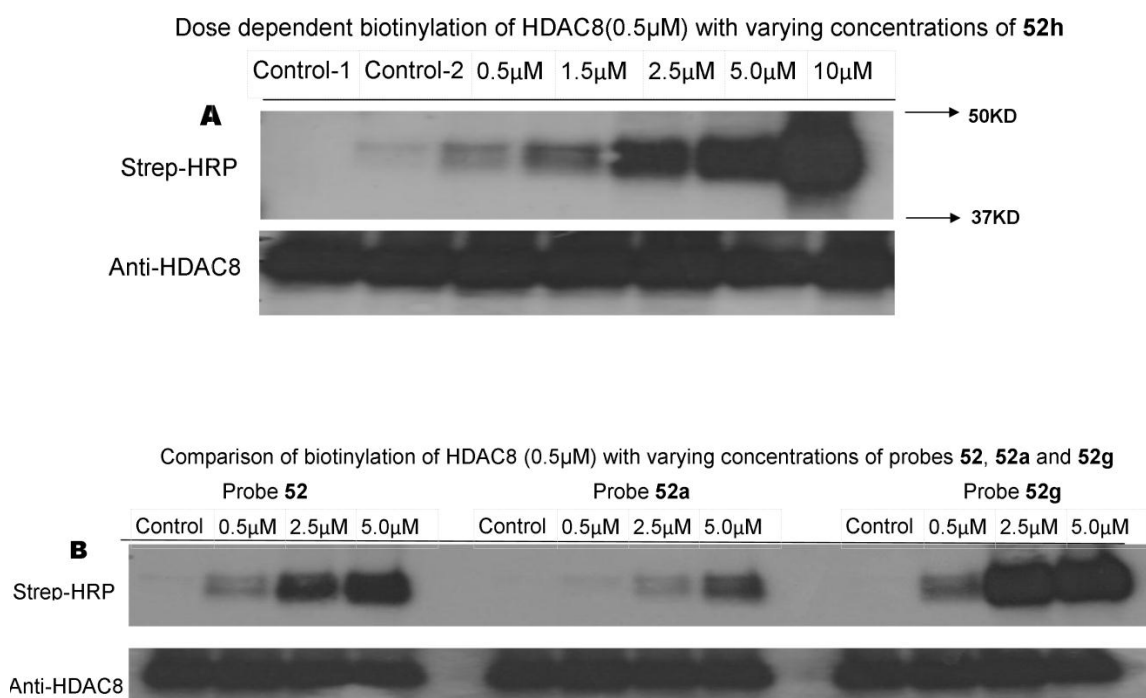 Dose dependent biotinylation of HDAC8(0.5µM) with varying concentrations of 52h
Control-1 Control-2 0.5µM 1.5µM 2.5µM 5.0µM 10µM
A
50KD
Strep-HRP
37KD
Anti-HDAC8
Comparison of biotinylation of HDAC8 (0.5µM) with varying concentrations of probes 52, 52a and 52g
Probe 52 Probe 52a Probe 52g
Control 0.5µM 2.5µM 5.0µM Control 0.5µM 2.5µM 5.0µM Control 0.5µM 2.5µM 5.0µM
B
Strep-HRP
Anti-HDAC8